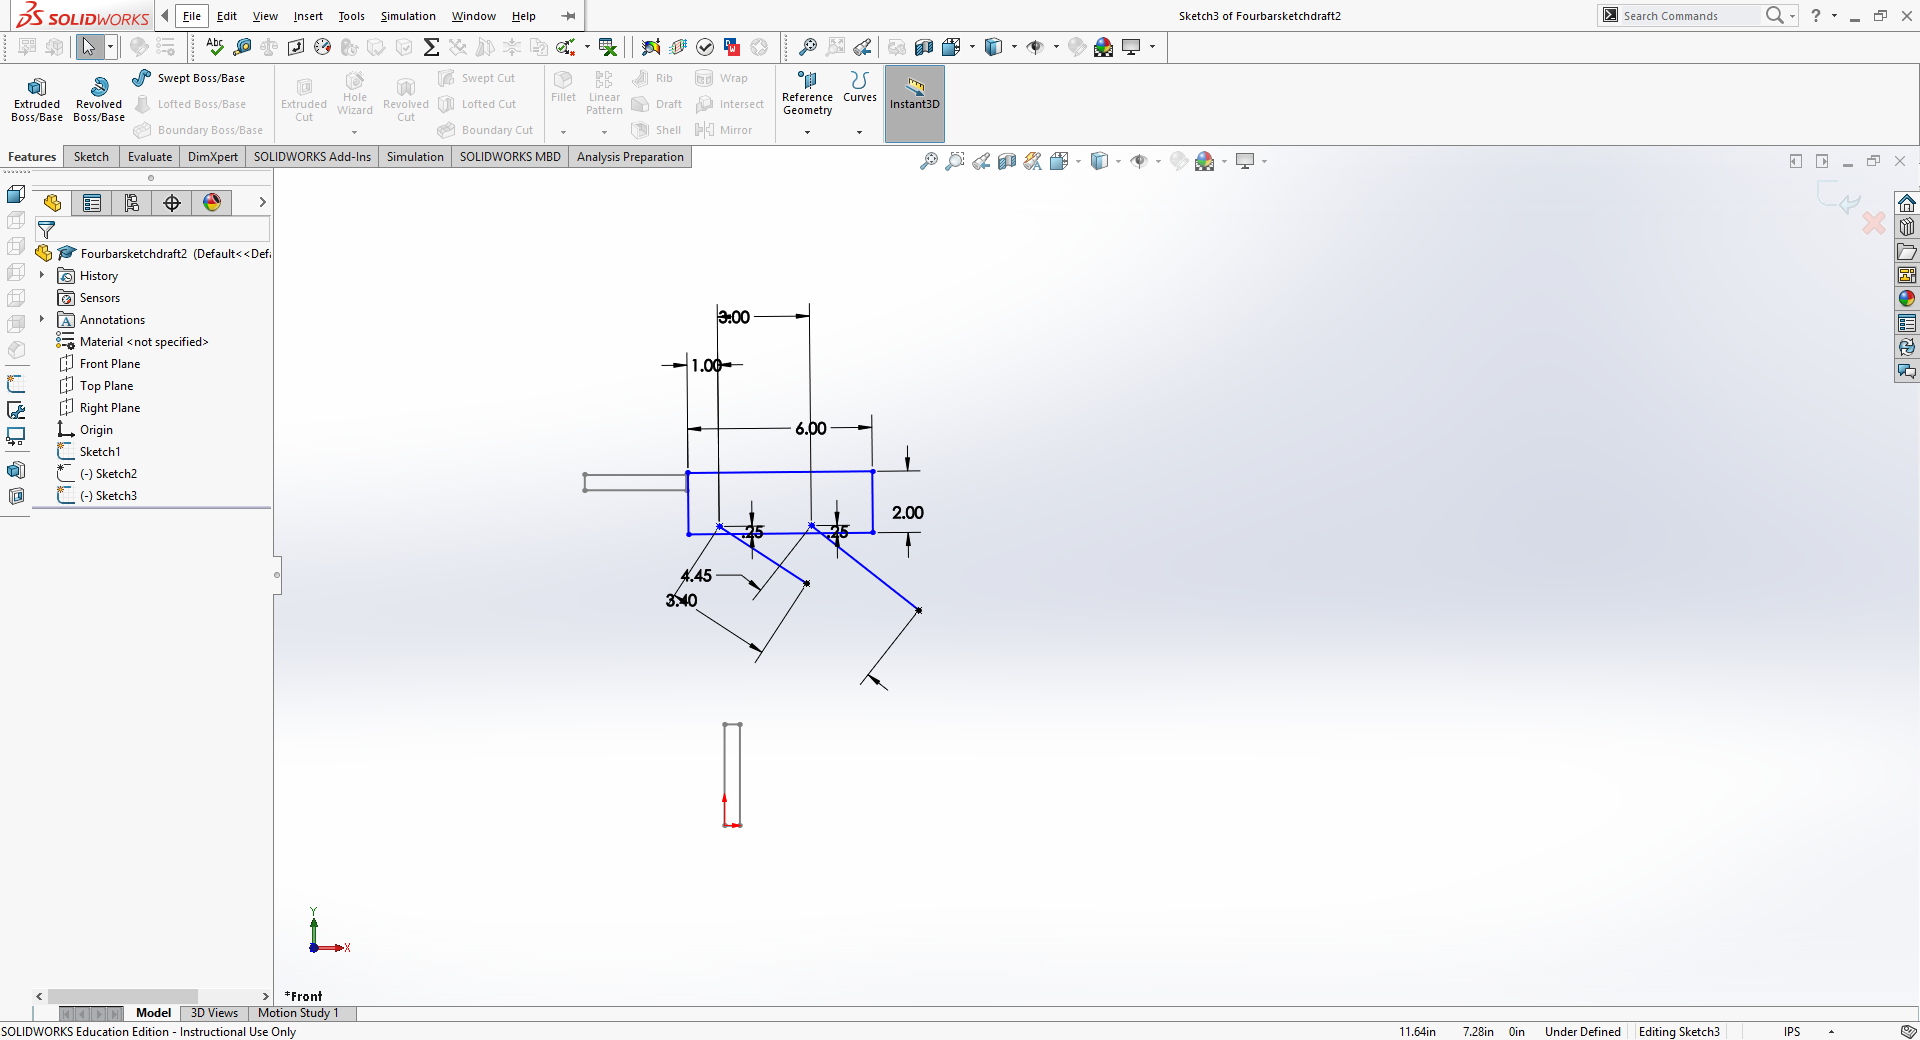 SOLIDWORKS File Edit View Insert Tools Simulation Window Help Sketch3 of Fourbarsketchdraft2 Search Commands ?
Extruded Boss/Base
Revolved Boss/Base
Swept Boss/Base
Lofted Boss/Base
Boundary Boss/Base
Extruded Cut
Hole Wizard
Revolved Cut
Swept Cut
Lofted Cut
Boundary Cut
Fillet
Linear Pattern
Rib
Draft
Shell
Wrap
Intersect
Mirror
Reference Geometry
Curves
Instant3D
Features Sketch Evaluate DimXpert SOLIDWORKS Add-Ins Simulation SOLIDWORKS MBD Analysis Preparation
Fourbarsketchdraft2 (Default<<Defa
History
Sensors
Annotations
Material <not specified>
Front Plane
Top Plane
Right Plane
Origin
Sketch1
(-) Sketch2
(-) Sketch3
3.00
1.00
6.00
2.00
.25 .25
4.45
3.40
Y
X
*Front
Model 3D Views Motion Study 1
SOLIDWORKS Education Edition - Instructional Use Only 11.64in 7.28in 0in Under Defined Editing Sketch3 IPS